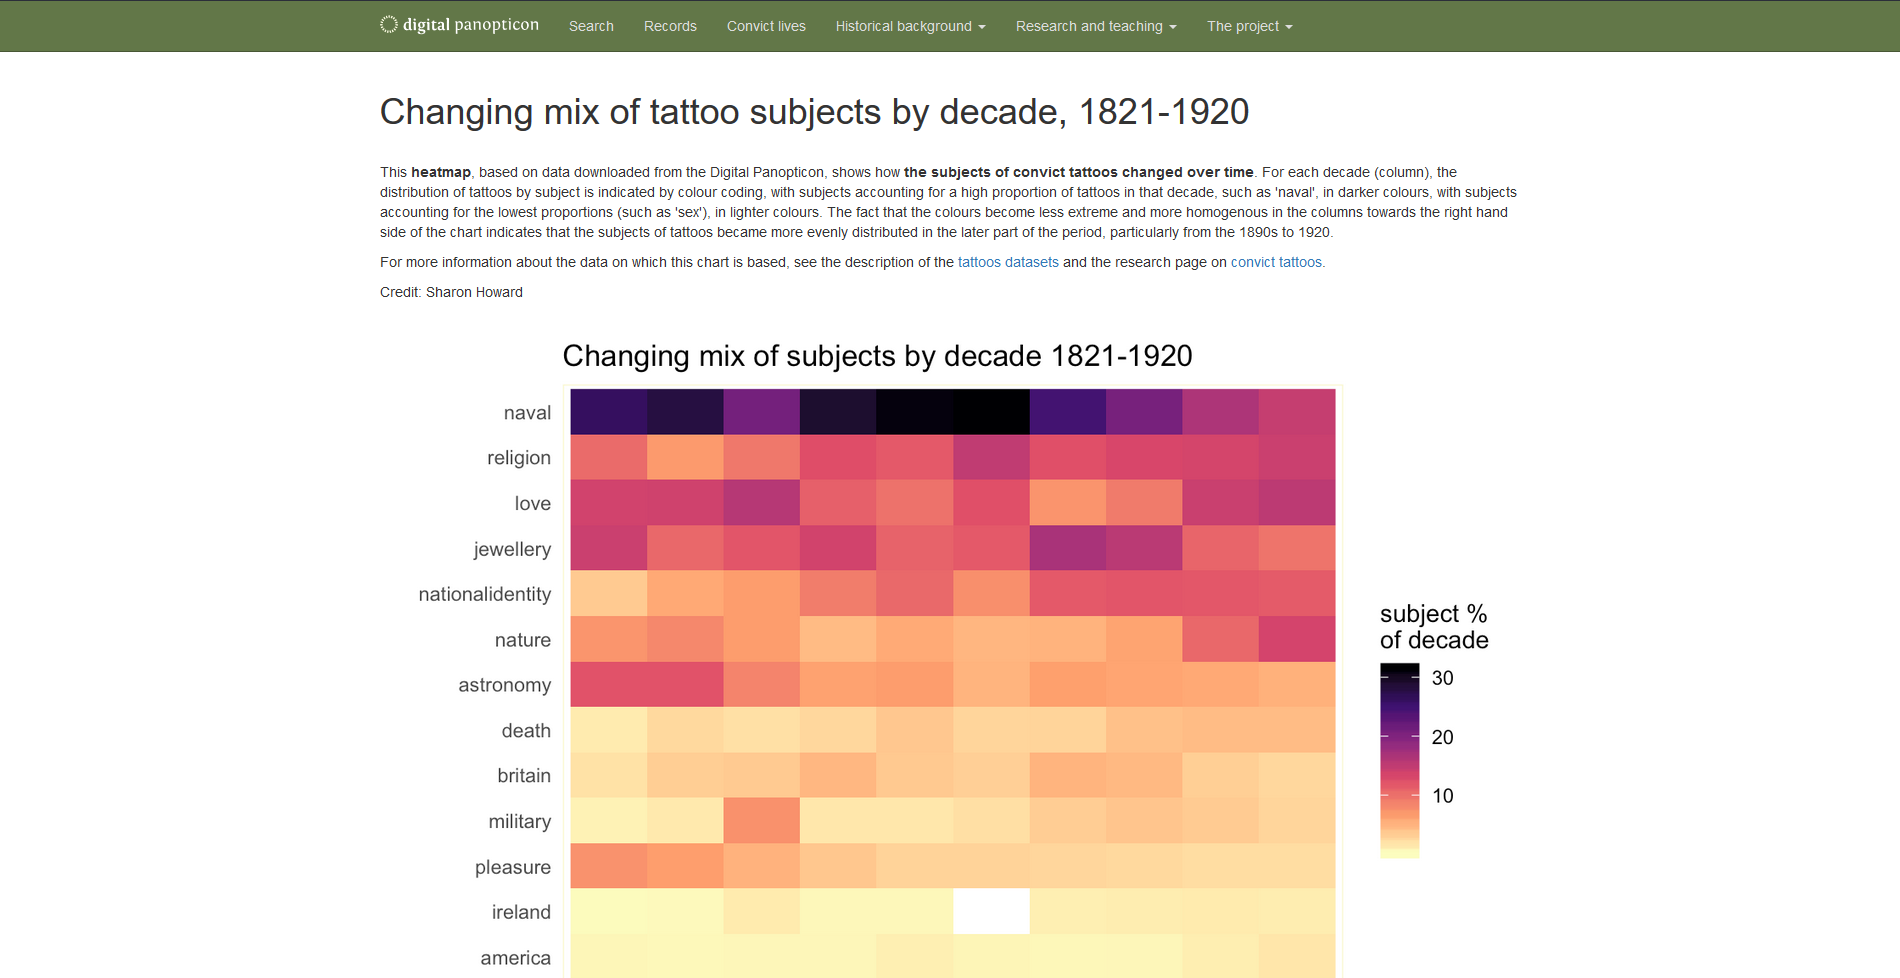 digital panopticon Search Records Convict lives Historical background Research and teaching The project
Changing mix of tattoo subjects by decade, 1821-1920
This heatmap, based on data downloaded from the Digital Panopticon, shows how the subjects of convict tattoos changed over time. For each decade (column), the
distribution of tattoos by subject is indicated by colour coding, with subjects accounting for a high proportion of tattoos in that decade, such as 'naval', in darker colours, with subjects
accounting for the lowest proportions (such as 'sex'), in lighter colours. The fact that the colours become less extreme and more homogenous in the columns towards the right hand
side of the chart indicates that the subjects of tattoos became more evenly distributed in the later part of the period, particularly from the 1890s to 1920.
For more information about the data on which this chart is based, see the description of the tattoos datasets and the research page on convict tattoos.
Credit: Sharon Howard
Changing mix of subjects by decade 1821-1920
naval
religion
love
jewellery
nationalidentity
nature
astronomy
death
britain
military
pleasure
ireland
america
subject %
of decade
30
20
10